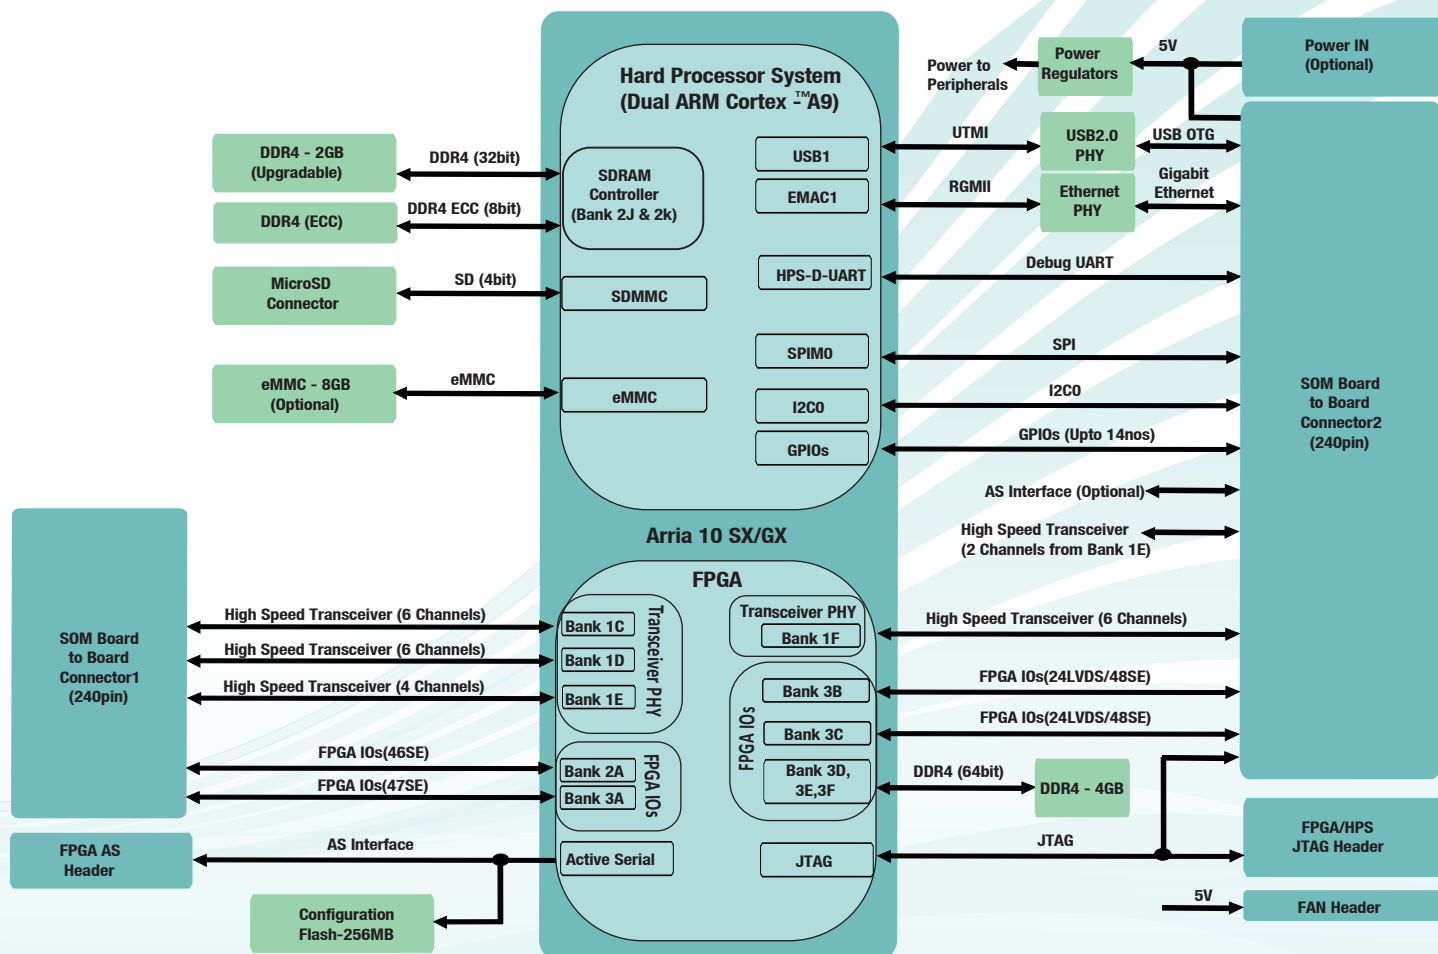 Hard Processor System
(Dual ARM Cortex -™A9)
DDR4 - 2GB
(Upgradable)
DDR4 (32bit)
DDR4 (ECC)
DDR4 ECC (8bit)
SDRAM
Controller
(Bank 2J & 2k)
MicroSD
Connector
SD (4bit)
SDMMC
eMMC - 8GB
(Optional)
eMMC
eMMC
USB1
EMAC1
HPS-D-UART
SPIM0
I2C0
GPIOs
Power to
Peripherals
Power
Regulators
5V
Power IN
(Optional)
UTMI
USB2.0
PHY
USB OTG
RGMII
Ethernet
PHY
Gigabit
Ethernet
Debug UART
SPI
I2C0
GPIOs (Upto 14nos)
AS Interface (Optional)
High Speed Transceiver
(2 Channels from Bank 1E)
SOM Board
to Board
Connector2
(240pin)
Arria 10 SX/GX
FPGA
SOM Board
to Board
Connector1
(240pin)
High Speed Transceiver (6 Channels)
High Speed Transceiver (6 Channels)
High Speed Transceiver (4 Channels)
FPGA IOs(46SE)
FPGA IOs(47SE)
Bank 1C
Bank 1D
Bank 1E
Transceiver PHY
Bank 2A
Bank 3A
FPGA IOs
Transceiver PHY
Bank 1F
FPGA IOs
Bank 3B
Bank 3C
Bank 3D,
3E,3F
High Speed Transceiver (6 Channels)
FPGA IOs(24LVDS/48SE)
FPGA IOs(24LVDS/48SE)
DDR4 (64bit)
DDR4 - 4GB
FPGA AS
Header
AS Interface
Active Serial
JTAG
JTAG
FPGA/HPS
JTAG Header
Configuration
Flash-256MB
5V
FAN Header